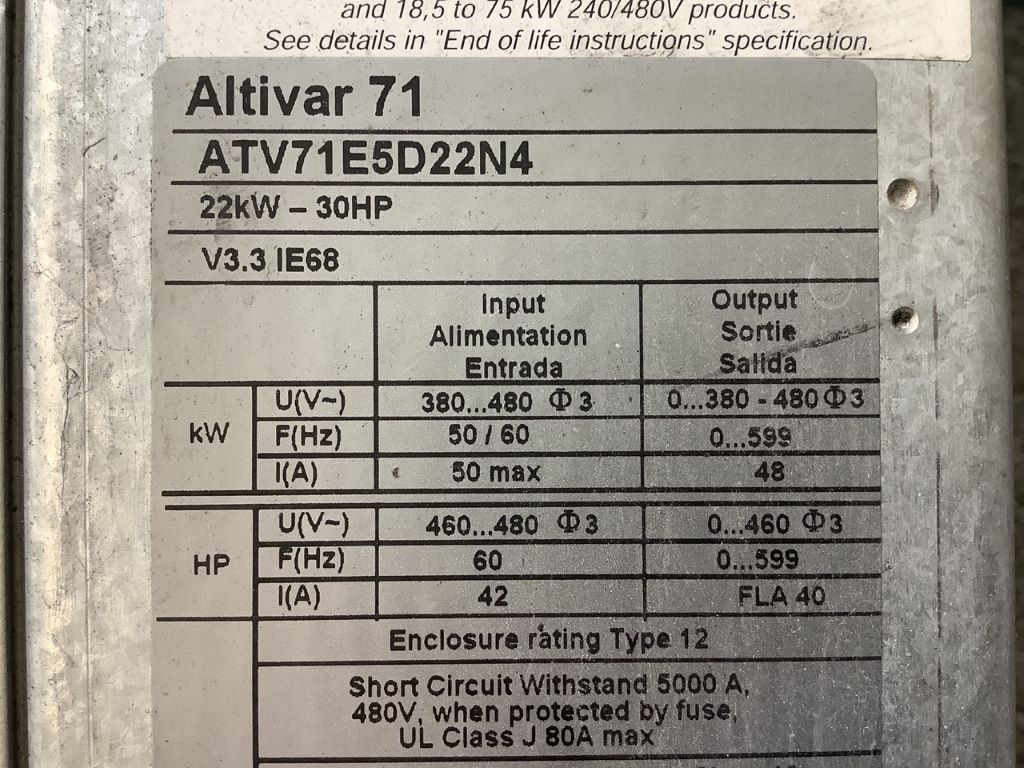 and 18,5 to 75 kW 240/480V products.
See details in "End of life instructions" specification.
Altivar 71
ATV71E5D22N4
22kW – 30HP
V3.3 IE68
Input Output
Alimentation Sortie
Entrada Salida
kW
U(V~) 380...480 Φ3 0...380 - 480Φ3
F(Hz) 50 / 60 0...599
I(A) 50 max 48
HP
U(V~) 460...480 Φ3 0...460 Φ3
F(Hz) 60 0...599
I(A) 42 FLA 40
Enclosure rating Type 12
Short Circuit Withstand 5000 A,
480V, when protected by fuse,
UL Class J 80A max